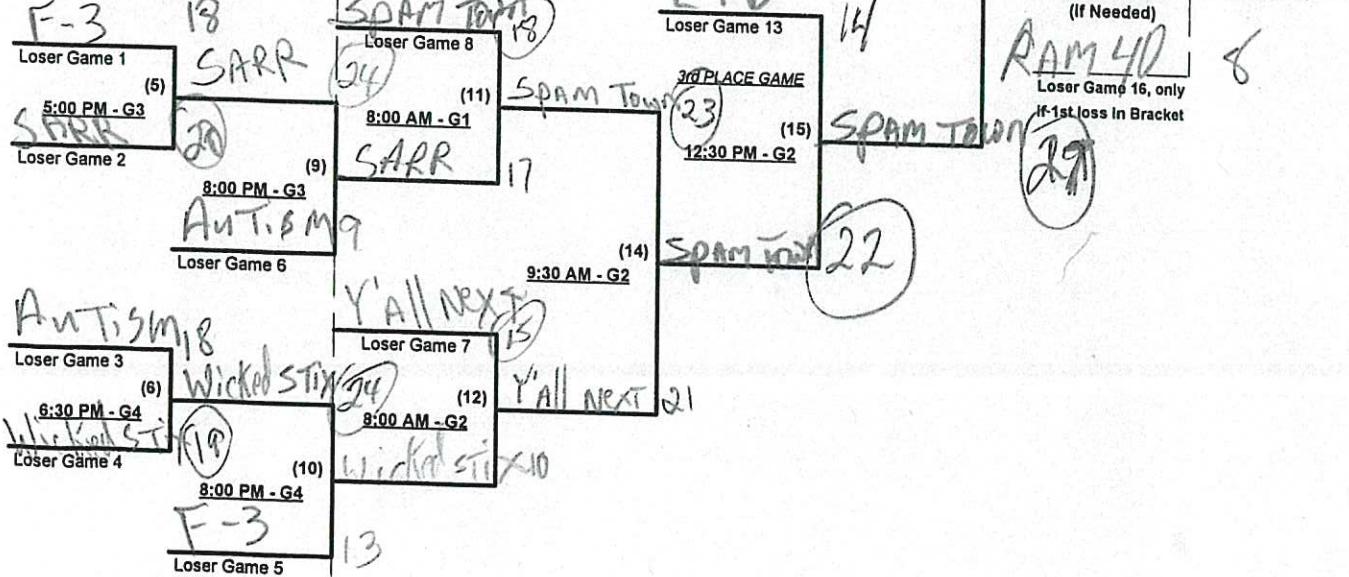 F-3 18
Loser Game 1
SARR
(5)
5:00 PM - G3
SARR
Loser Game 2
24
(9)
8:00 PM - G3
AuTiSM 9
Loser Game 6
SPAM Town 18
Loser Game 8
(11)
8:00 AM - G1
SARR 17
SPAM Town 23
Loser Game 13 14
3rd PLACE GAME
(15)
12:30 PM - G2
SPAM TOWN
(If Needed)
RAM 40 8
Loser Game 16, only
If-1st loss In Bracket
(14)
9:30 AM - G2
SPAM Town 22
AuTiSM 18
Loser Game 3
(6)
6:30 PM - G4
Wicked STix
Loser Game 4
Wicked STix 24
(10)
8:00 PM - G4
F-3 13
Loser Game 5
Y'All NexT 15
Loser Game 7
(12)
8:00 AM - G2
Wicked STix 10
Y'All NexT 21